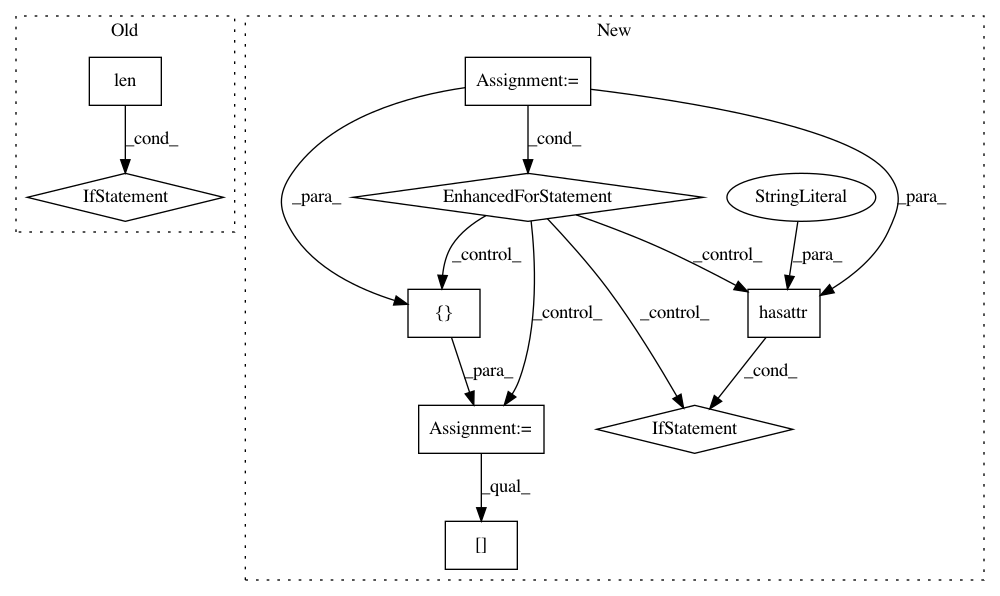 Old
New
len
Assignment:=
_cond_
_cond_
_para_
_para_
IfStatement
EnhancedForStatement
StringLiteral
_control_
_control_
_control_
_control_
_para_
{}
hasattr
_para_
_cond_
Assignment:=
IfStatement
_qual_
[]